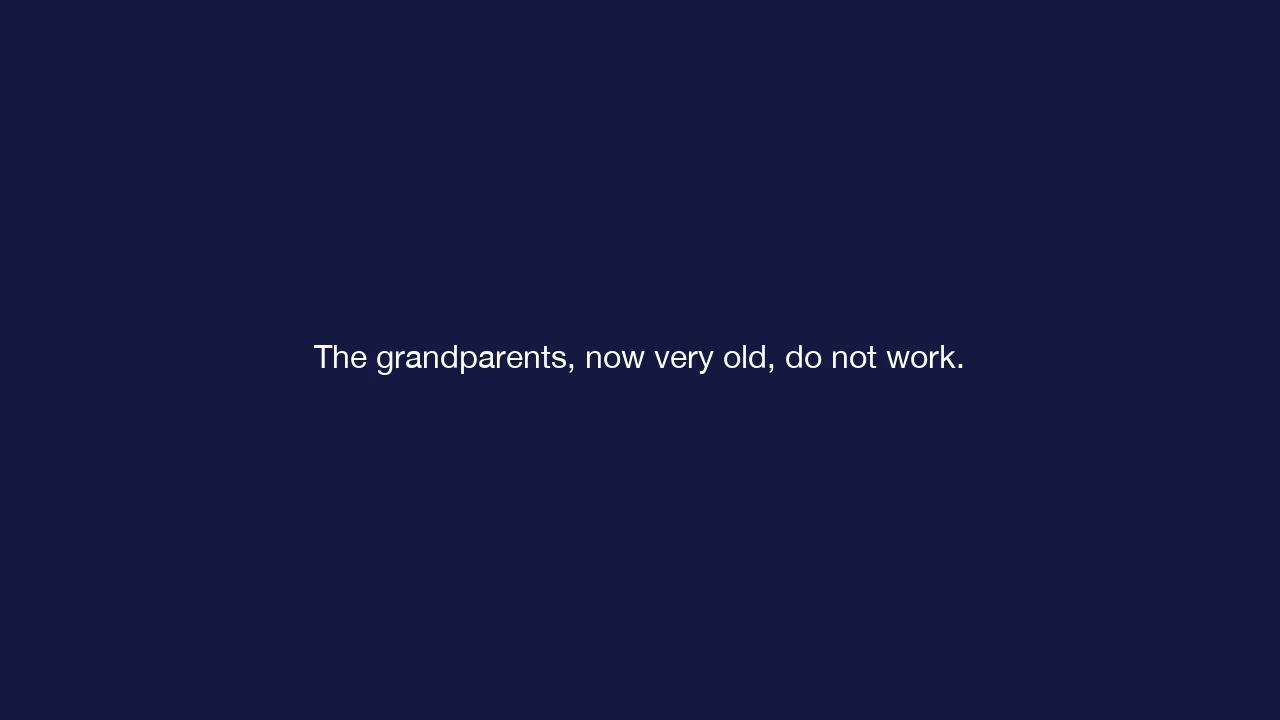 The grandparents, now very old, do not work.